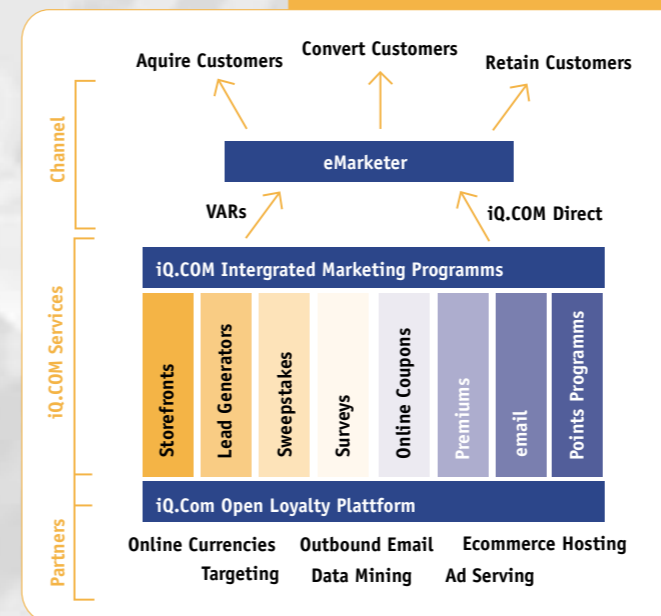 Aquire Customers
Convert Customers
Retain Customers
Channel
eMarketer
VARs
iQ.COM Direct
iQ.COM Services
iQ.COM Intergrated Marketing Programms
Storefronts
Lead Generators
Sweepstakes
Surveys
Online Coupons
Premiums
email
Points Programms
Partners
iQ.Com Open Loyalty Plattform
Online Currencies Outbound Email Ecommerce Hosting
Targeting Data Mining Ad Serving